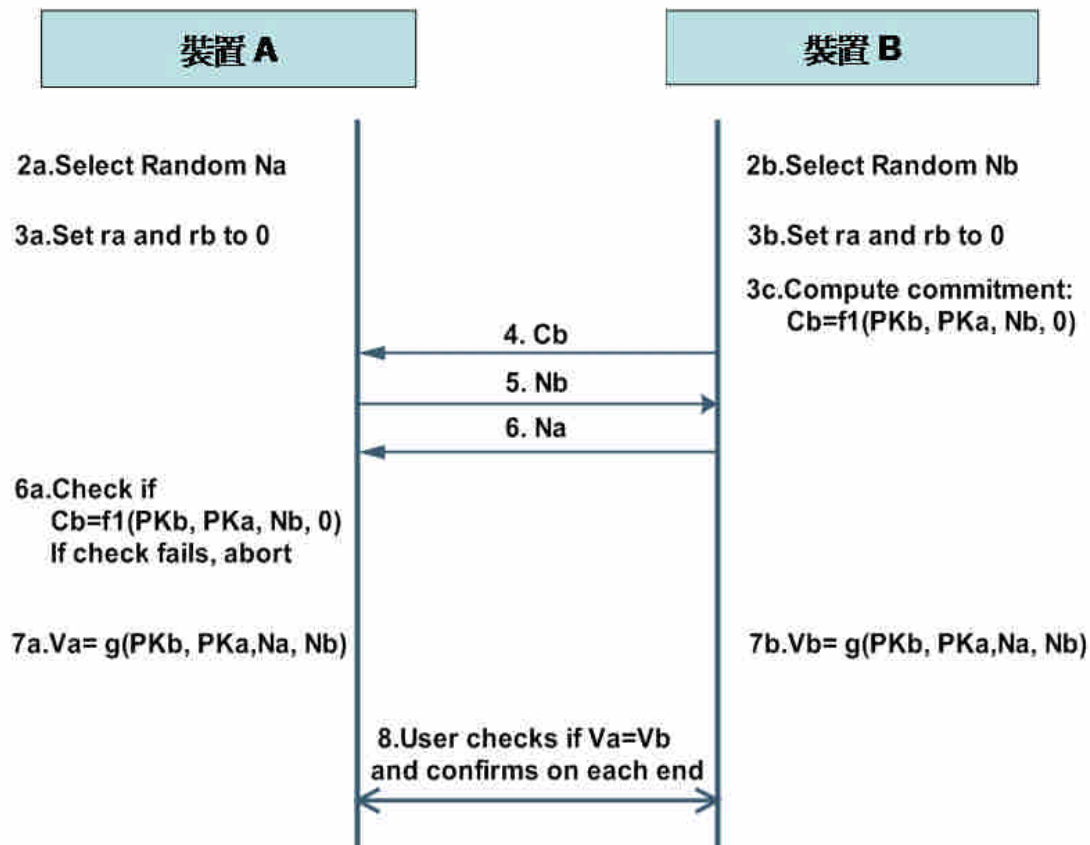 裝置 A
裝置 B
2a.Select Random Na
2b.Select Random Nb
3a.Set ra and rb to 0
3b.Set ra and rb to 0
3c.Compute commitment:
Cb=f1(PKb, PKa, Nb, 0)
4. Cb
5. Nb
6. Na
6a.Check if
Cb=f1(PKb, PKa, Nb, 0)
If check fails, abort
7a.Va= g(PKb, PKa,Na, Nb)
7b.Vb= g(PKb, PKa,Na, Nb)
8.User checks if Va=Vb
and confirms on each end